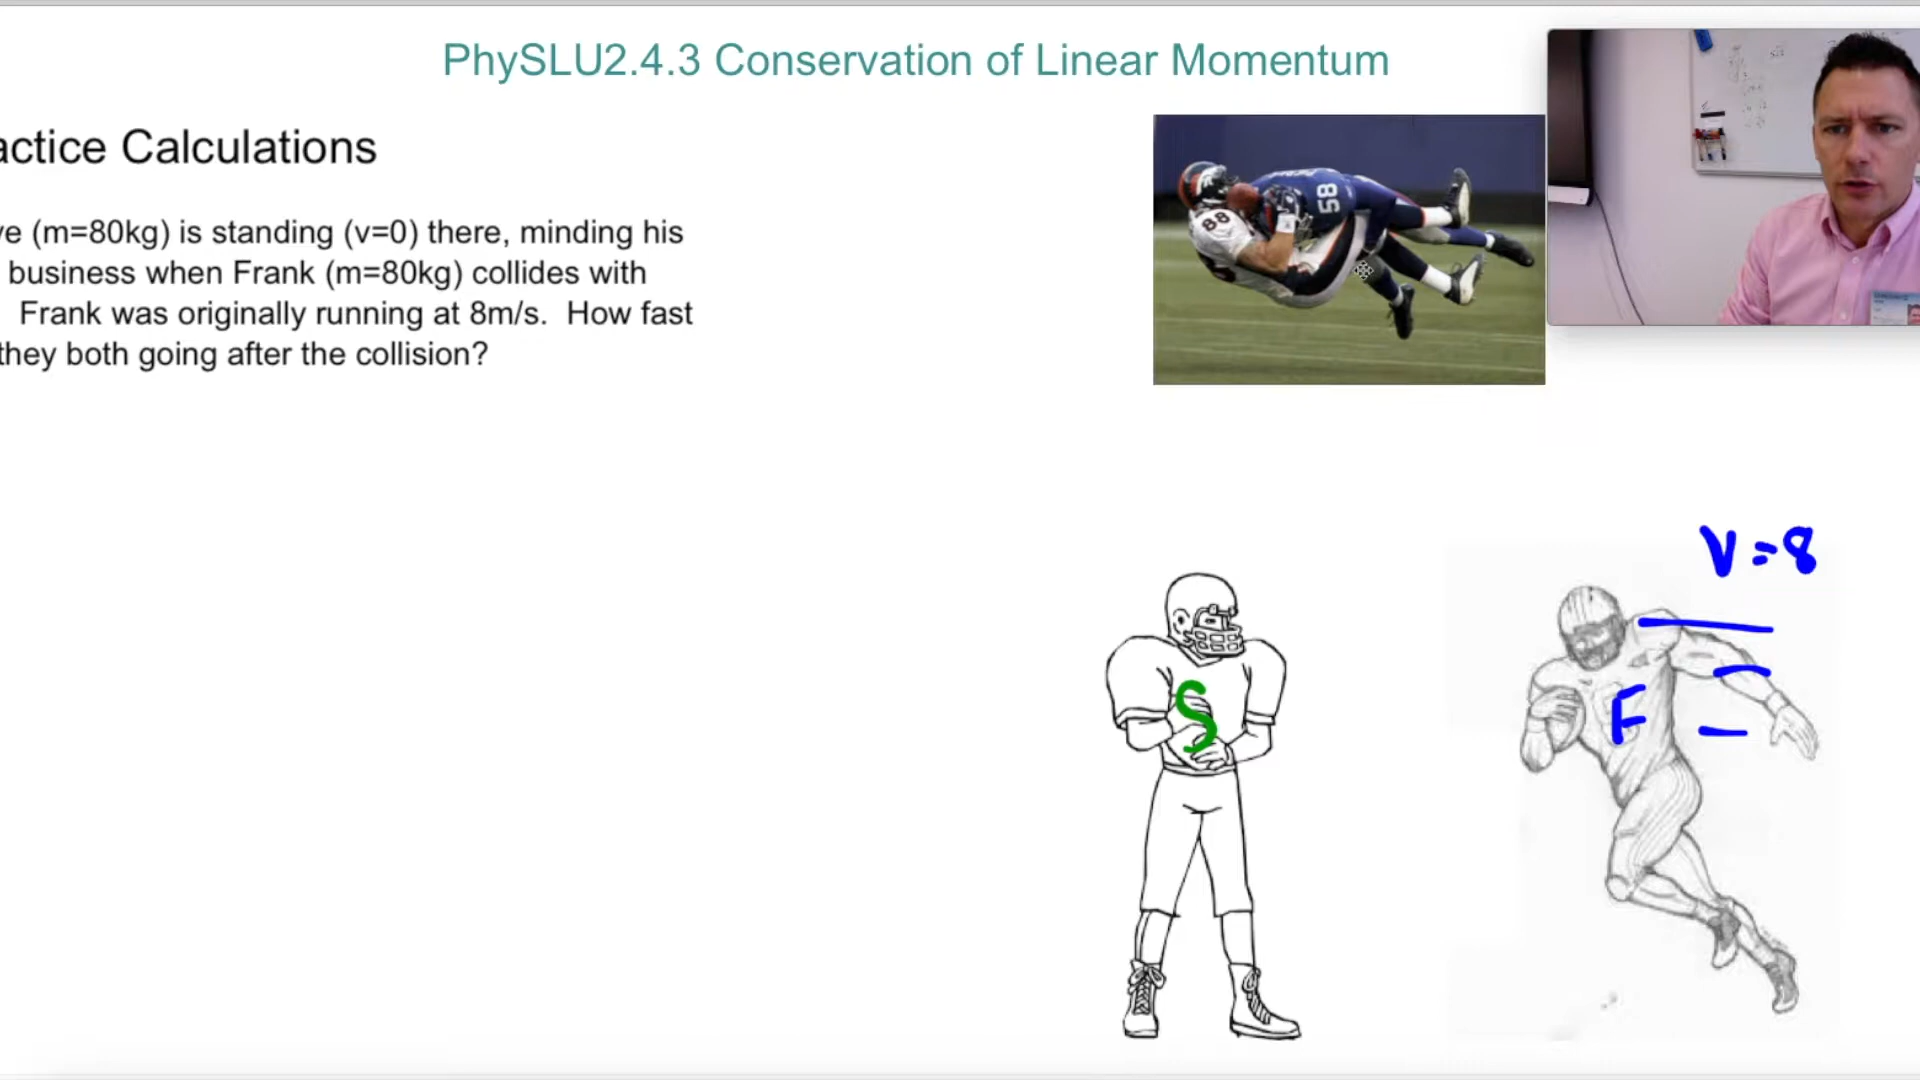 PhySLU2.4.3 Conservation of Linear Momentum
actice Calculations
ve (m=80kg) is standing (v=0) there, minding his
business when Frank (m=80kg) collides with
Frank was originally running at 8m/s. How fast
they both going after the collision?
88
58
V=8
S
F